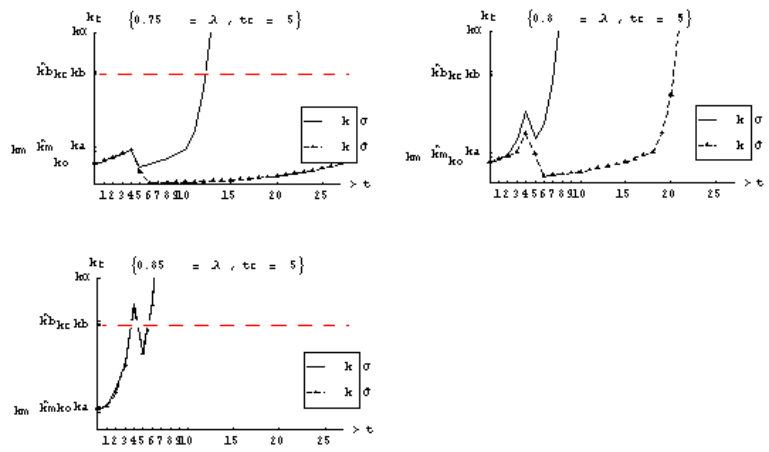 kt {0.75 = λ , tc = 5}
kα
k̂b kc kb
km k̂m ka
ko
k σ
k σ̂
1 2 3 4 5 6 7 8 9 10 15 20 25 > t
kt {0.8 = λ , tc = 5}
kα
k̂b kc kb
km k̂m ko ka
k σ
k σ̂
1 2 3 4 5 6 7 8 9 10 15 20 25 > t
kt {0.85 = λ , tc = 5}
kα
k̂b kc kb
km k̂m ko ka
k σ
k σ̂
1 2 3 4 5 6 7 8 9 10 15 20 25 > t